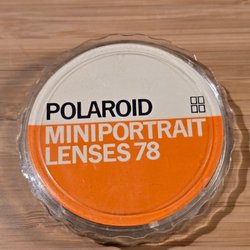 POLAROID
MINIPORTRAIT
LENSES 78